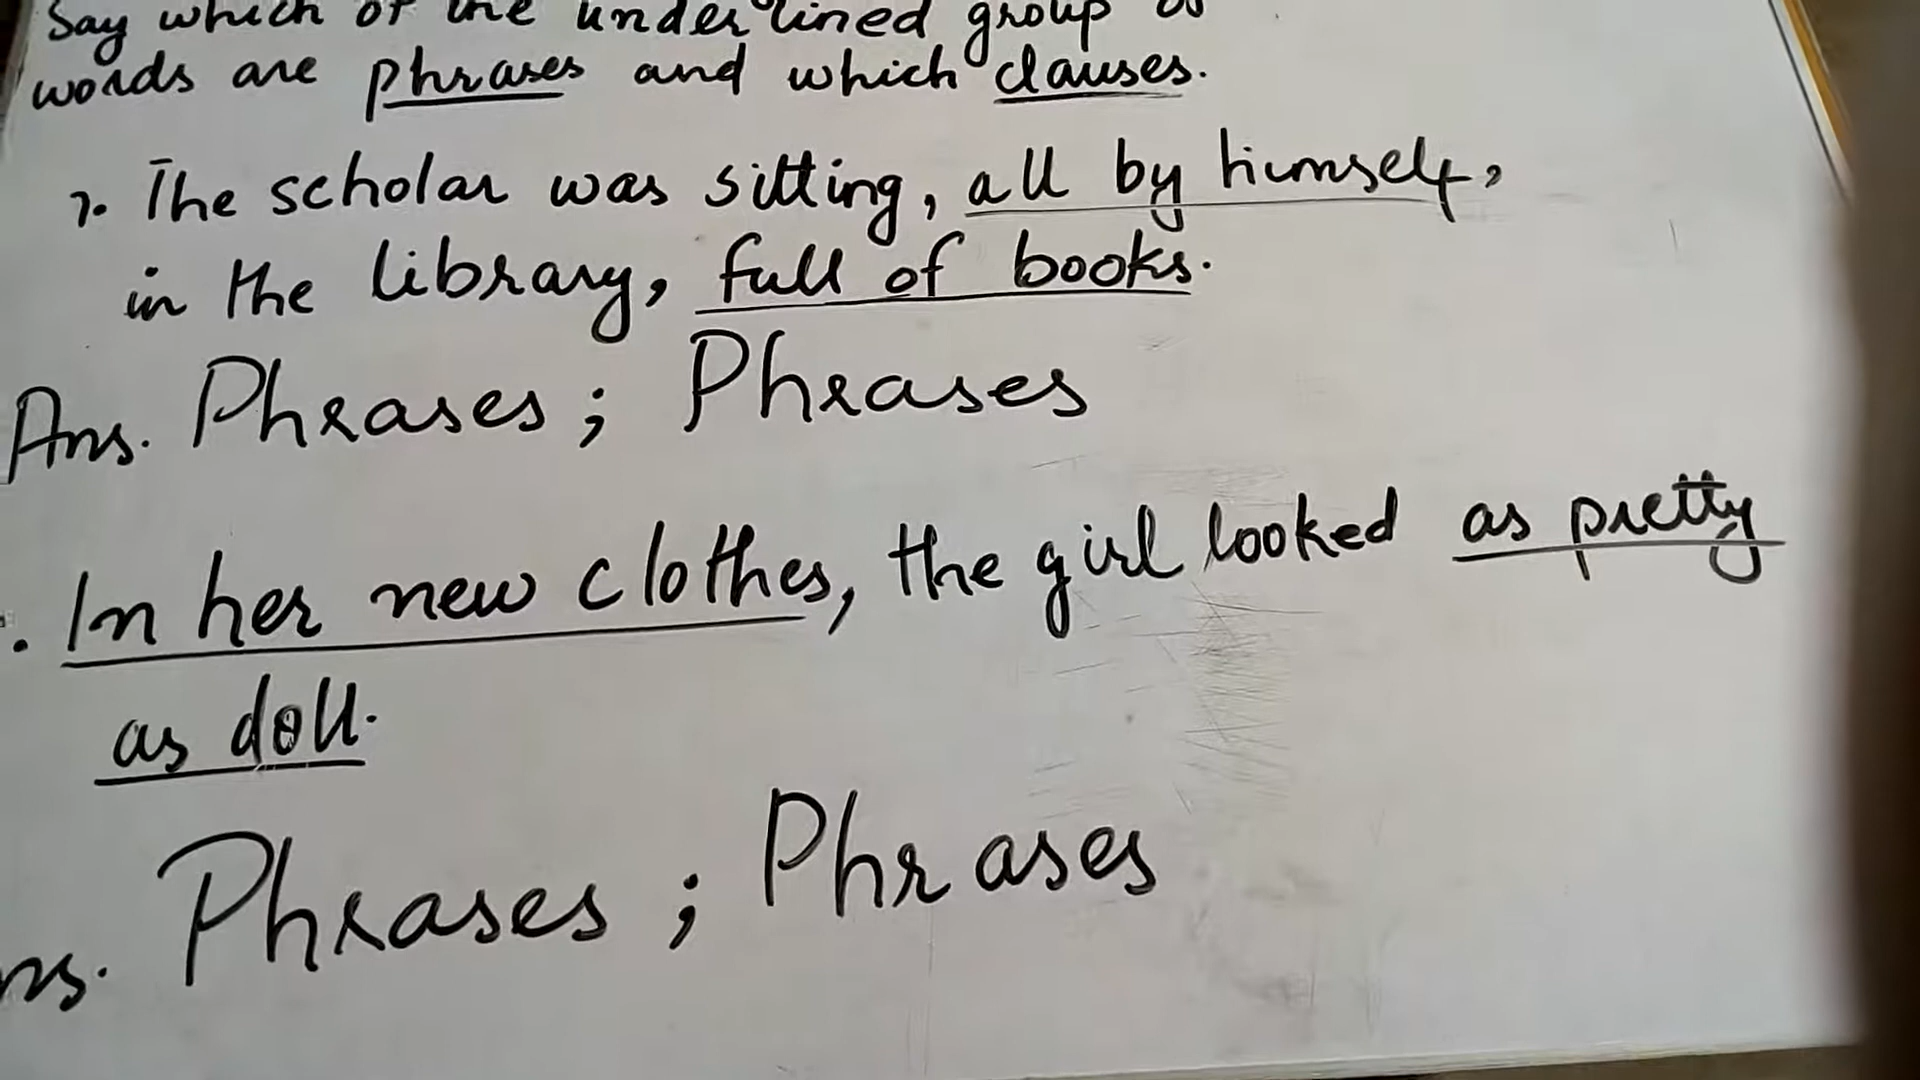 Say which of the underlined group of
words are phrases and which clauses.
7. The scholar was sitting, all by himself,
in the library, full of books.
Ans. Phrases; Phrases
. In her new clothes, the girl looked as pretty
as doll.
ns. Phrases; Phrases